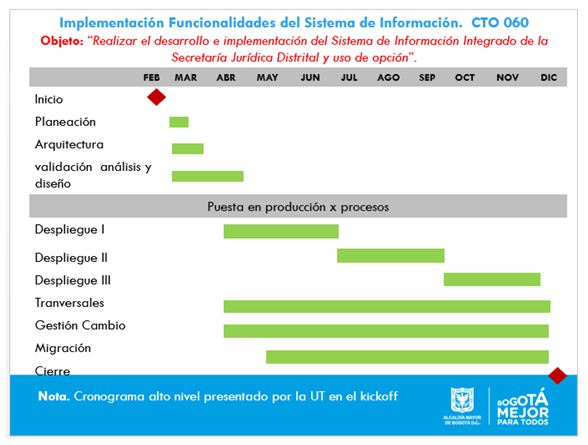 Implementación Funcionalidades del Sistema de Información.  CTO 060
Objeto: “Realizar el desarrollo e implementación del Sistema de Información Integrado de la
Secretaría Jurídica Distrital y uso de opción”.
FEB MAR ABR MAY JUN JUL AGO SEP OCT NOV DIC
Inicio
Planeación
Arquitectura
validación análisis y
diseño
Puesta en producción x procesos
Despliegue I
Despliegue II
Despliegue III
Tranversales
Gestión Cambio
Migración
Cierre
Nota. Cronograma alto nivel presentado por la UT en el kickoff
ALCALDÍA MAYOR
DE BOGOTÁ D.C.
BOGOTÁ
MEJOR
PARA TODOS